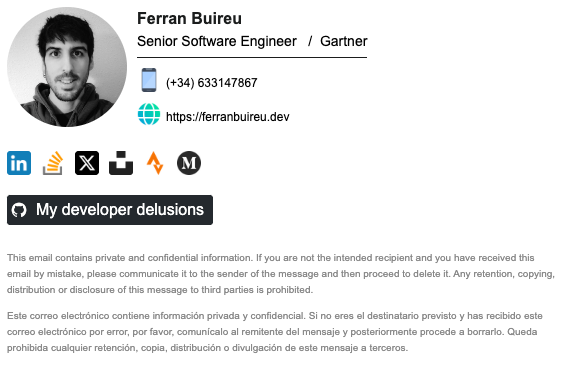 Ferran Buireu
Senior Software Engineer / Gartner
(+34) 633147867
https://ferranbuireu.dev
in
X
M
My developer delusions
This email contains private and confidential information. If you are not the intended recipient and you have received this
email by mistake, please communicate it to the sender of the message and then proceed to delete it. Any retention, copying,
distribution or disclosure of this message to third parties is prohibited.
Este correo electrónico contiene información privada y confidencial. Si no eres el destinatario previsto y has recibido este
correo electrónico por error, por favor, comunícalo al remitente del mensaje y posteriormente procede a borrarlo. Queda
prohibida cualquier retención, copia, distribución o divulgación de este mensaje a terceros.